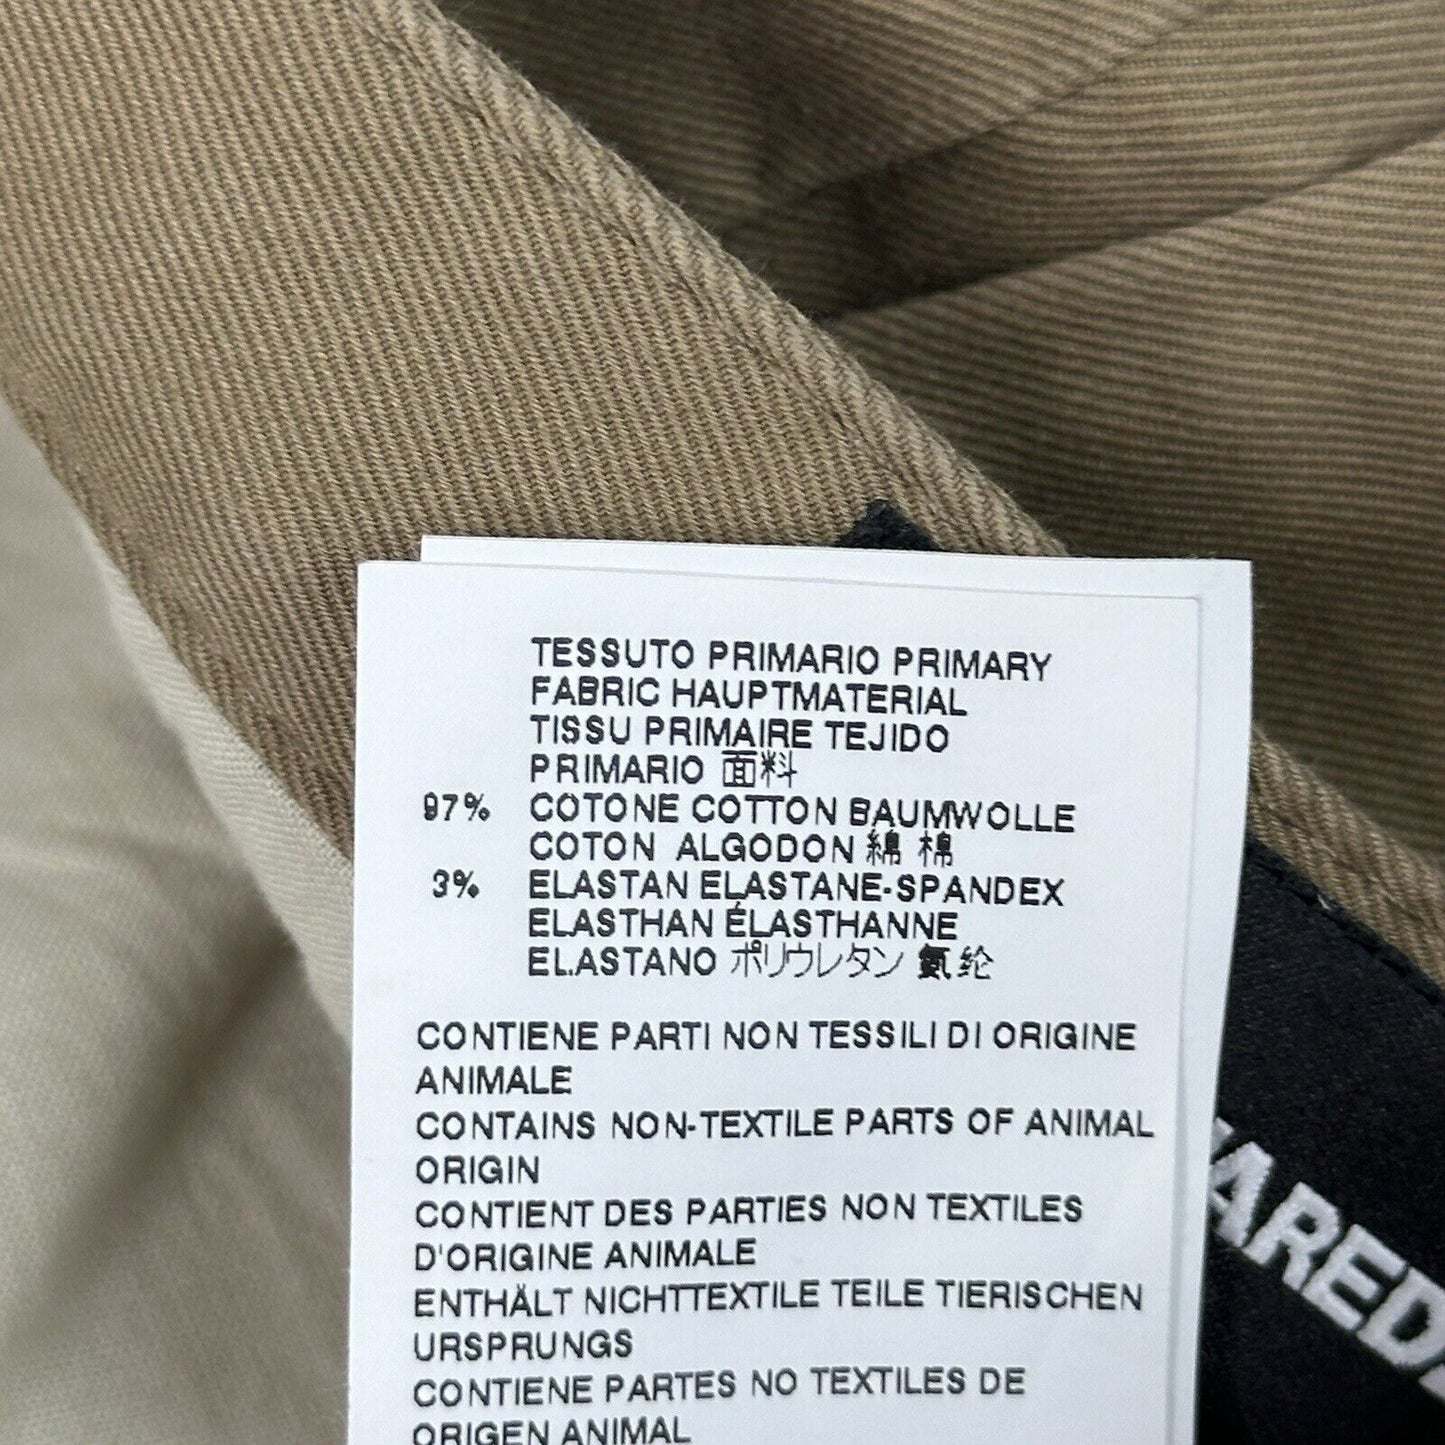 TESSUTO PRIMARIO PRIMARY
FABRIC HAUPTMATERIAL
TISSU PRIMAIRE TEJIDO
PRIMARIO 面料
97% COTONE COTTON BAUMWOLLE
COTON ALGODON 綿 棉
3% ELASTAN ELASTANE-SPANDEX
ELASTHAN ÉLASTHANNE
ELASTANO ポリウレタン 氨纶
CONTIENE PARTI NON TESSILI DI ORIGINE
ANIMALE
CONTAINS NON-TEXTILE PARTS OF ANIMAL
ORIGIN
CONTIENT DES PARTIES NON TEXTILES
D'ORIGINE ANIMALE
ENTHÄLT NICHTTEXTILE TEILE TIERISCHEN
URSPRUNGS
CONTIENE PARTES NO TEXTILES DE
ORIGEN ANIMAL